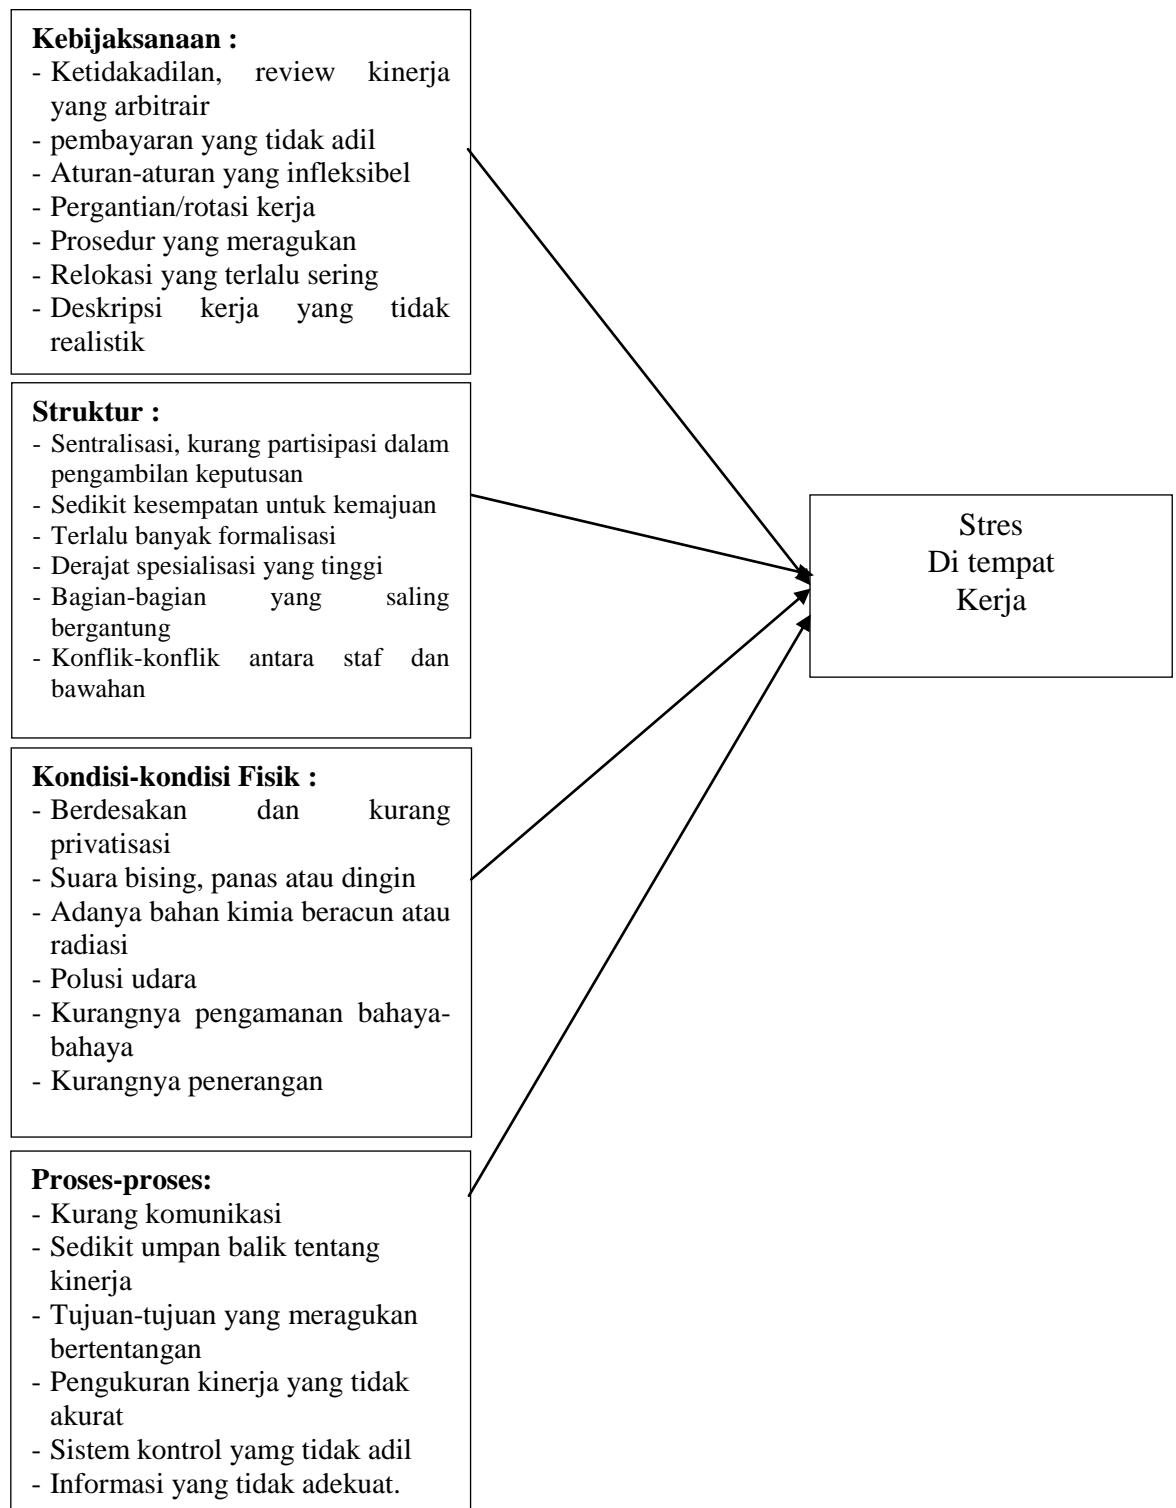 Kebijaksanaan :
- Ketidakadilan, review kinerja
yang arbitrair
- pembayaran yang tidak adil
- Aturan-aturan yang infleksibel
- Pergantian/rotasi kerja
- Prosedur yang meragukan
- Relokasi yang terlalu sering
- Deskripsi kerja yang tidak
realistik
Struktur :
- Sentralisasi, kurang partisipasi dalam
pengambilan keputusan
- Sedikit kesempatan untuk kemajuan
- Terlalu banyak formalisasi
- Derajat spesialisasi yang tinggi
- Bagian-bagian yang saling
bergantung
- Konflik-konflik antara staf dan
bawahan
Kondisi-kondisi Fisik :
- Berdesakan dan kurang
privatisasi
- Suara bising, panas atau dingin
- Adanya bahan kimia beracun atau
radiasi
- Polusi udara
- Kurangnya pengamanan bahaya-
bahaya
- Kurangnya penerangan
Proses-proses:
- Kurang komunikasi
- Sedikit umpan balik tentang
kinerja
- Tujuan-tujuan yang meragukan
bertentangan
- Pengukuran kinerja yang tidak
akurat
- Sistem kontrol yamg tidak adil
- Informasi yang tidak adekuat.
Stres
Di tempat
Kerja